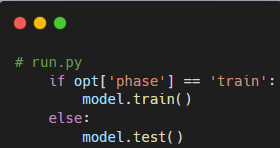 # run.py
    if opt['phase'] == 'train':
        model.train()
    else:
        model.test()